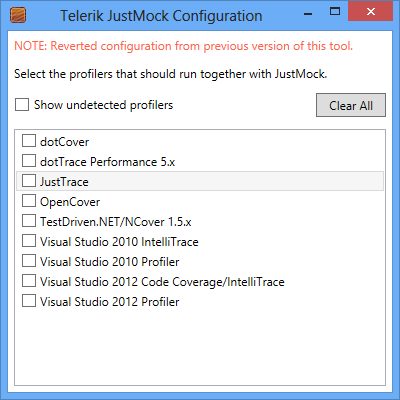 Telerik JustMock Configuration
NOTE: Reverted configuration from previous version of this tool.
Select the profilers that should run together with JustMock.
Show undetected profilers
Clear All
dotCover
dotTrace Performance 5.x
JustTrace
OpenCover
TestDriven.NET/NCover 1.5.x
Visual Studio 2010 IntelliTrace
Visual Studio 2010 Profiler
Visual Studio 2012 Code Coverage/IntelliTrace
Visual Studio 2012 Profiler